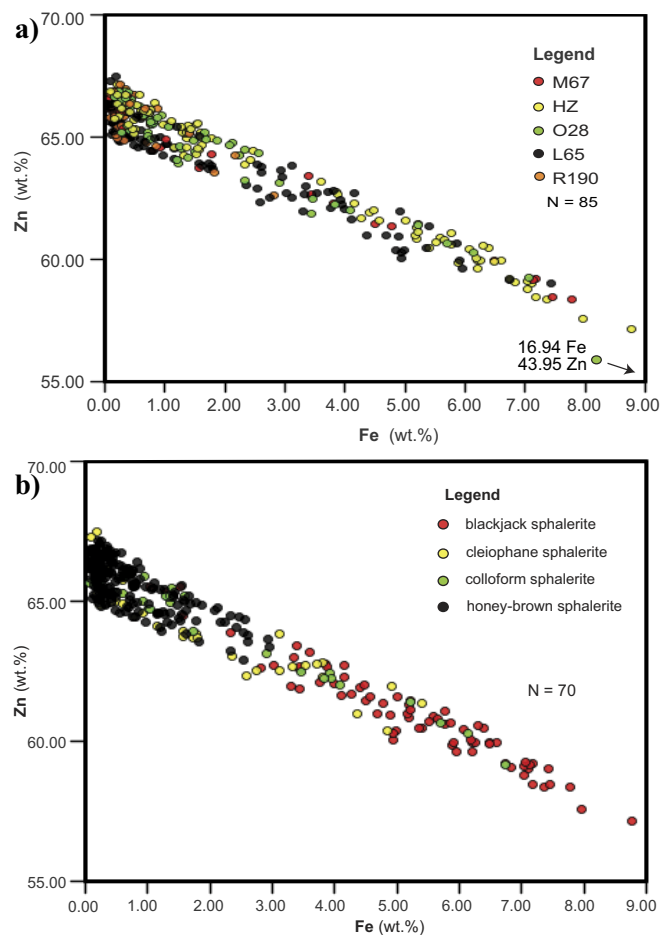 a)
70.00
65.00
60.00
55.00
Zn (wt.%)
Legend
M67
HZ
O28
L65
R190
N = 85
16.94 Fe
43.95 Zn
0.00 1.00 2.00 3.00 4.00 5.00 6.00 7.00 8.00 9.00
Fe (wt.%)
b)
70.00
65.00
60.00
55.00
Zn (wt.%)
Legend
blackjack sphalerite
cleiophane sphalerite
colloform sphalerite
honey-brown sphalerite
N = 70
0.00 1.00 2.00 3.00 4.00 5.00 6.00 7.00 8.00 9.00
Fe (wt.%)